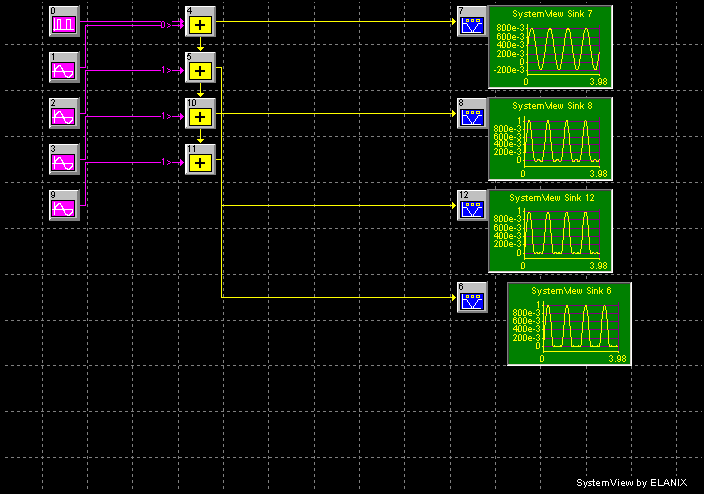 0
0>
4
7
SystemView Sink 7
800e-3
600e-3
400e-3
200e-3
0
-200e-3
0 3.98
1
1>
5
2
1>
10
8
SystemView Sink 8
1
800e-3
600e-3
400e-3
200e-3
0
0 3.98
3
1>
11
9
12
SystemView Sink 12
1
800e-3
600e-3
400e-3
200e-3
0
0 3.98
6
SystemView Sink 6
1
800e-3
600e-3
400e-3
200e-3
0
0 3.98
SystemView by ELANIX